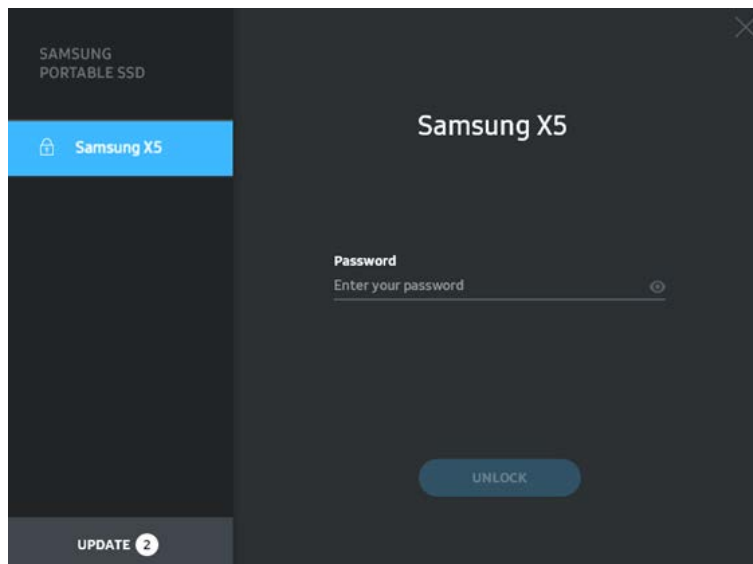 SAMSUNG
PORTABLE SSD
Samsung X5
Samsung X5
Password
Enter your password
UNLOCK
UPDATE 2